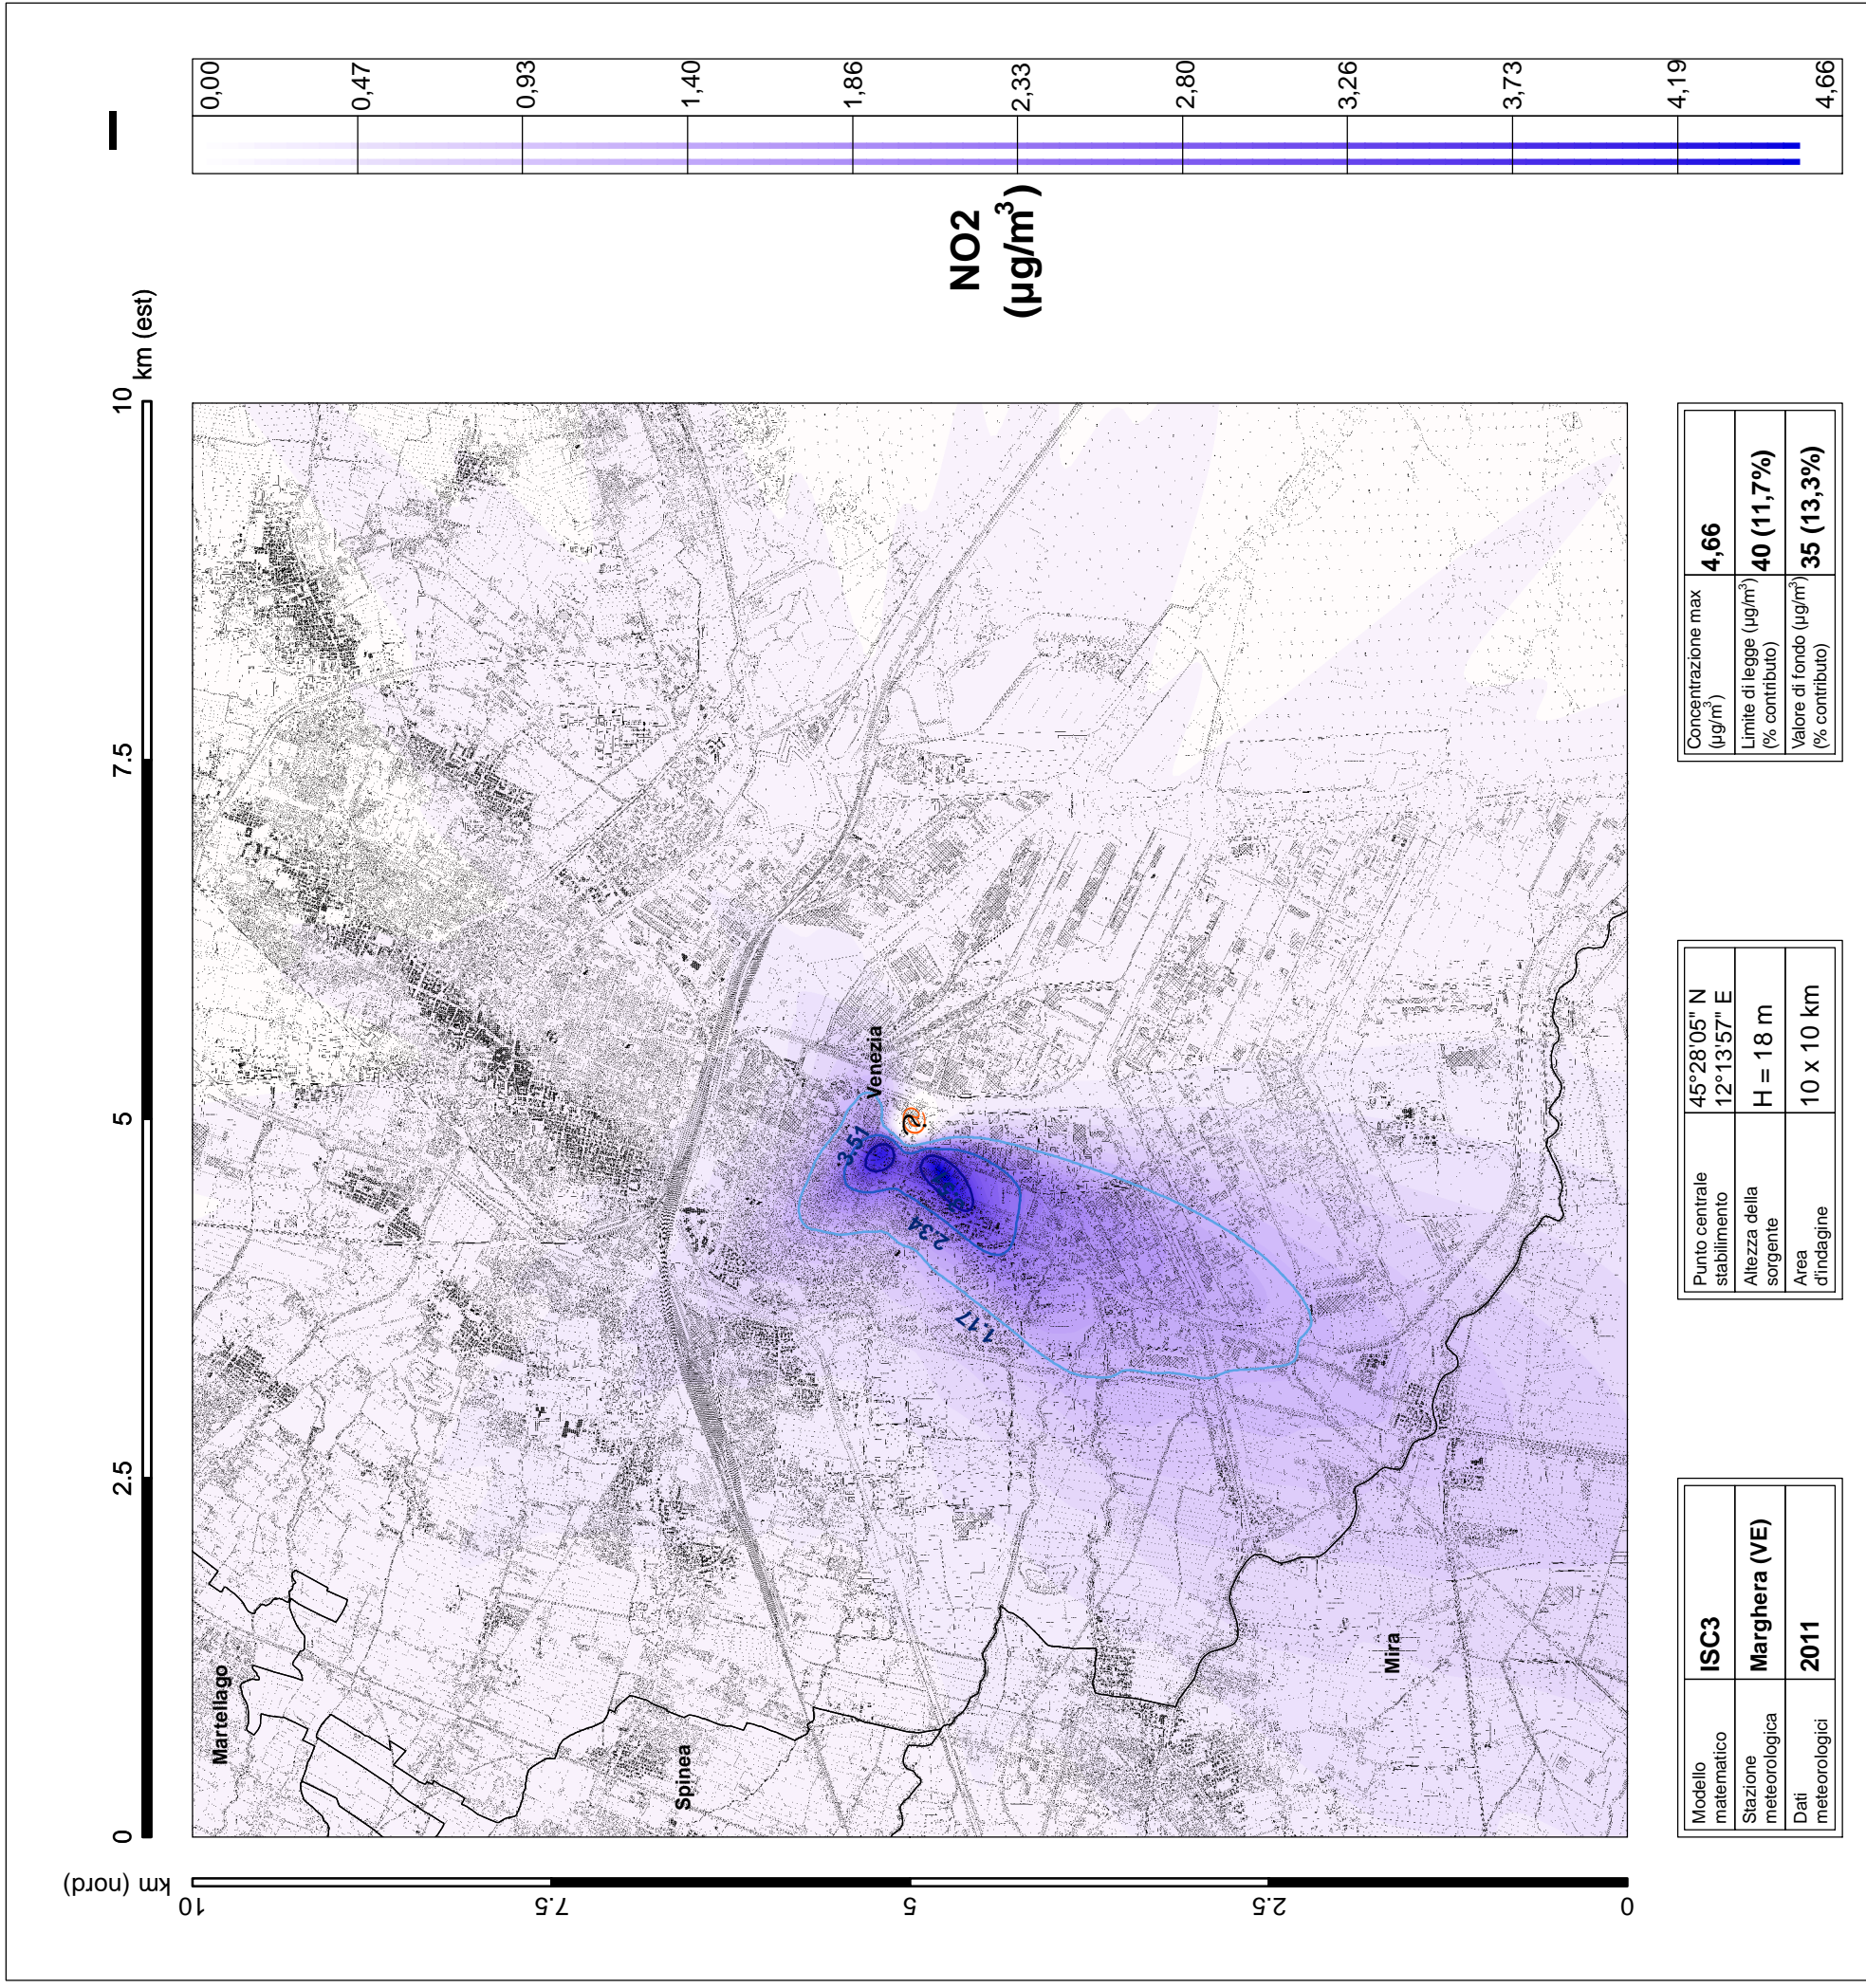 I
0 2.5 5 7.5 10
km (est)
km (nord)
10
7.5
5
2.5
0
Martellago
Spinea
Venezia
Mira
3.51
2.34
1.17
NO2
(µg/m³)
0,00
0,47
0,93
1,40
1,86
2,33
2,80
3,26
3,73
4,19
4,66
Modello
matematico
ISC3
Stazione
meteorologica
Marghera (VE)
Dati
meteorologici
2011
Punto centrale
stabilimento
45°28'05" N
12°13'57" E
Altezza della
sorgente
H = 18 m
Area
d'indagine
10 x 10 km
Concentrazione max
(µg/m³)
4,66
Limite di legge (µg/m³)
(% contributo)
40 (11,7%)
Valore di fondo (µg/m³)
(% contributo)
35 (13,3%)